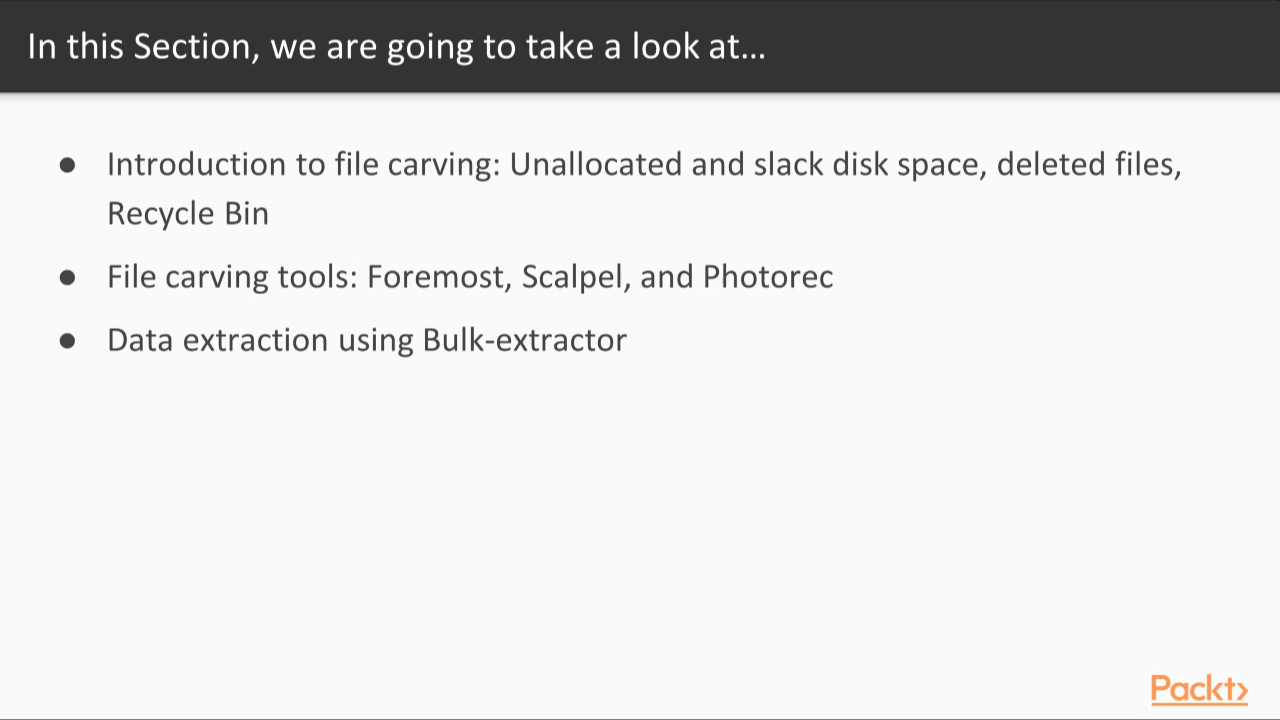 In this Section, we are going to take a look at...
● Introduction to file carving: Unallocated and slack disk space, deleted files,
Recycle Bin
● File carving tools: Foremost, Scalpel, and Photorec
● Data extraction using Bulk-extractor
Packt>